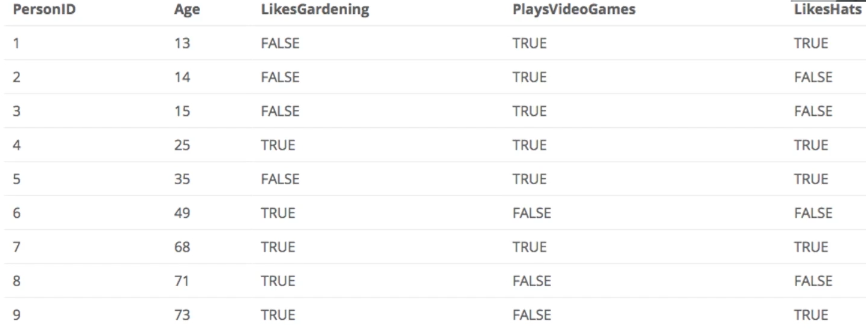 PersonID Age LikesGardening PlaysVideoGames LikesHats
1 13 FALSE TRUE TRUE
2 14 FALSE TRUE FALSE
3 15 FALSE TRUE FALSE
4 25 TRUE TRUE TRUE
5 35 FALSE TRUE TRUE
6 49 TRUE FALSE FALSE
7 68 TRUE TRUE TRUE
8 71 TRUE FALSE FALSE
9 73 TRUE FALSE TRUE